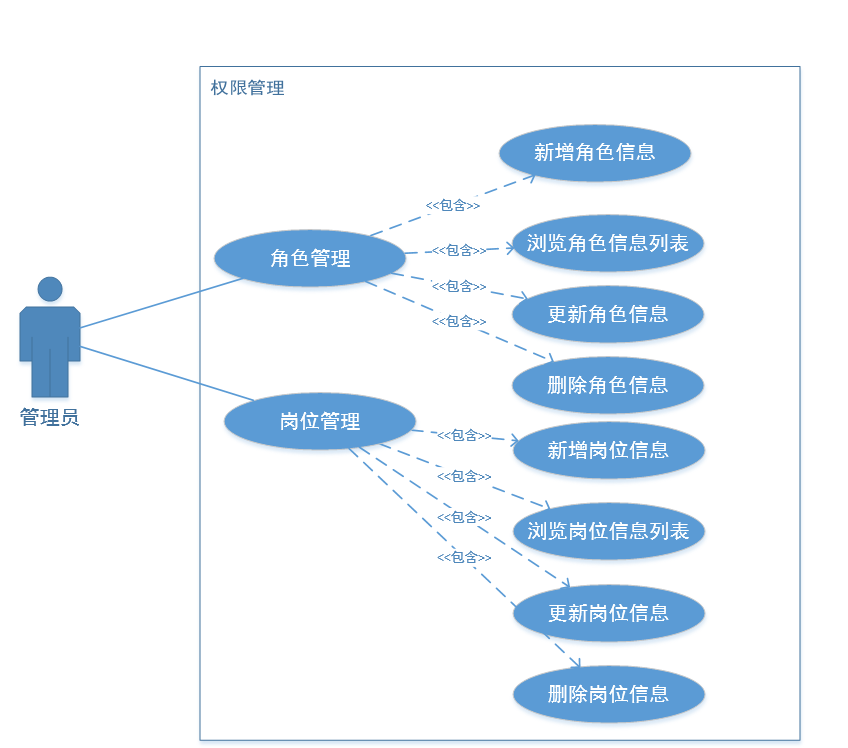 权限管理
新增角色信息
<<包含>>
角色管理
<<包含>>
浏览角色信息列表
<<包含>>
更新角色信息
<<包含>>
删除角色信息
管理员
岗位管理
<<包含>>
新增岗位信息
<<包含>>
浏览岗位信息列表
<<包含>>
更新岗位信息
<<包含>>
删除岗位信息